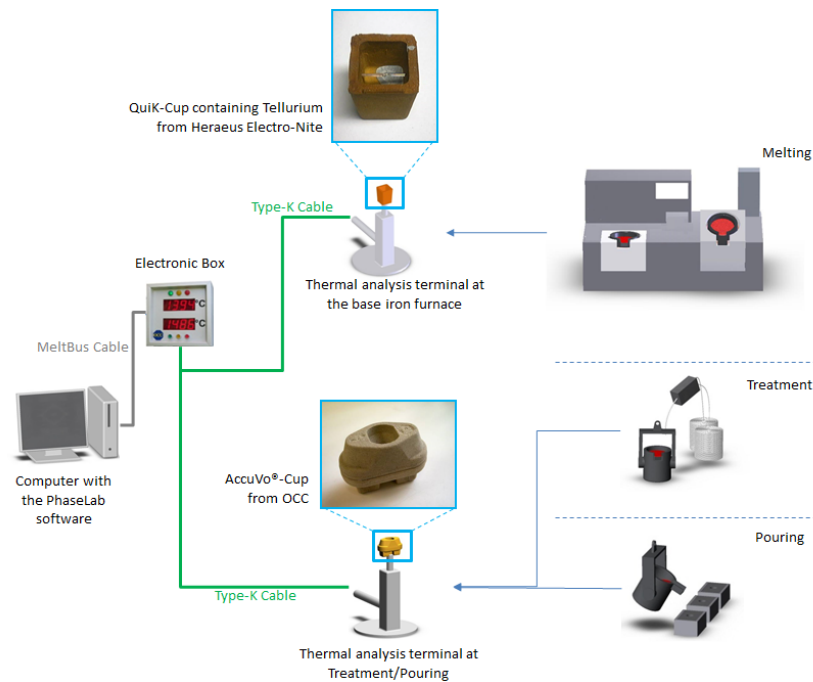 QuiK-Cup containing Tellurium
from Heraeus Electro-Nite
Melting
Type-K Cable
Electronic Box
Thermal analysis terminal at
the base iron furnace
1394°C
1486°C
MeltBus Cable
Treatment
AccuVo®-Cup
from OCC
Computer with
the PhaseLab
software
Pouring
Type-K Cable
Thermal analysis terminal at
Treatment/Pouring